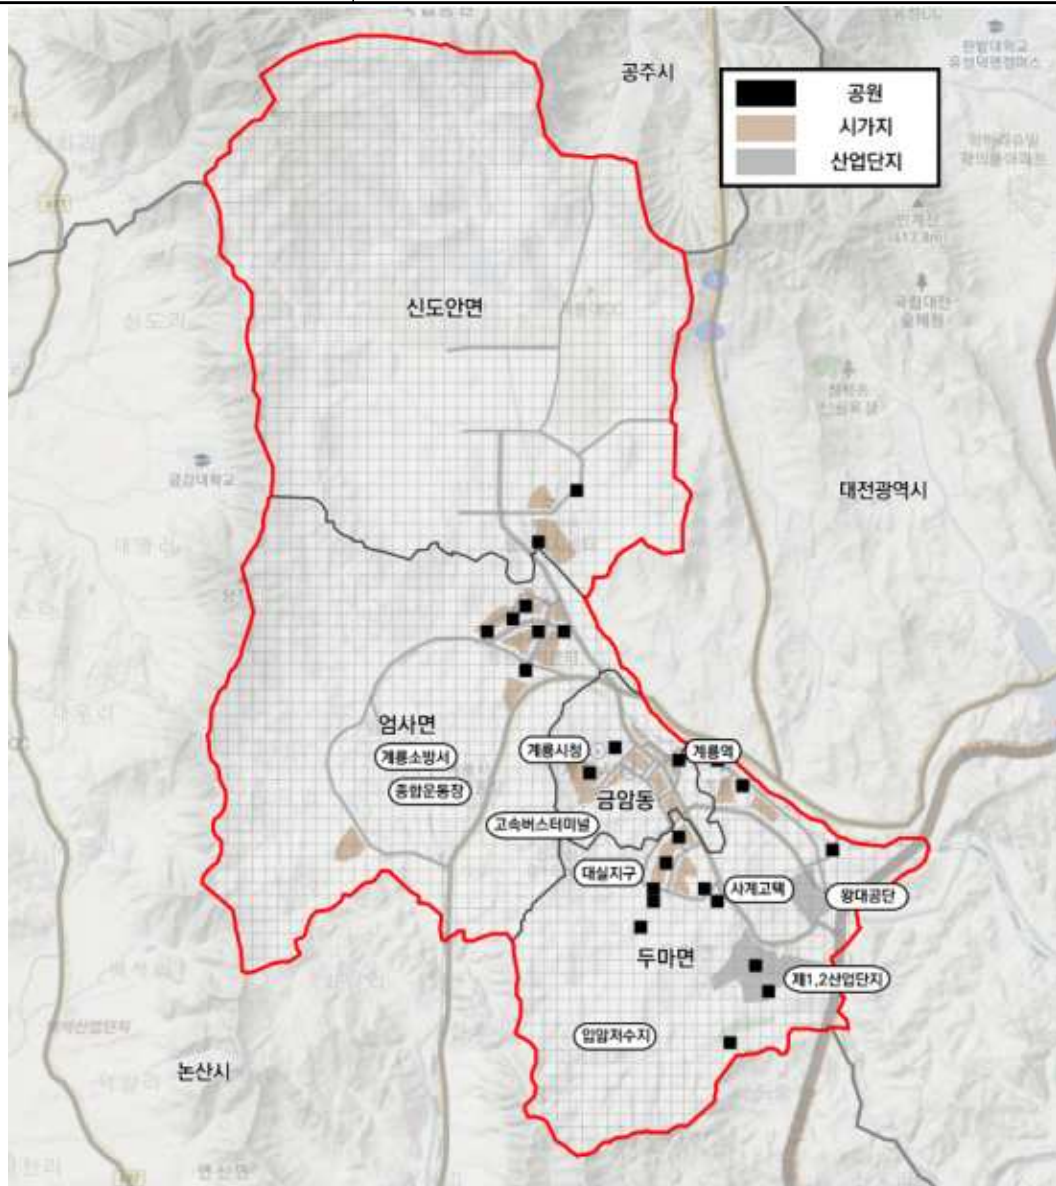 공주시
공원
시가지
산업단지
신도안면
대전광역시
엄사면
계룡소방서
종합운동장
계룡시청
계룡역
금암동
고속버스터미널
대실지구
사계고택
왕대공단
두마면
제1,2산업단지
입암저수지
논산시